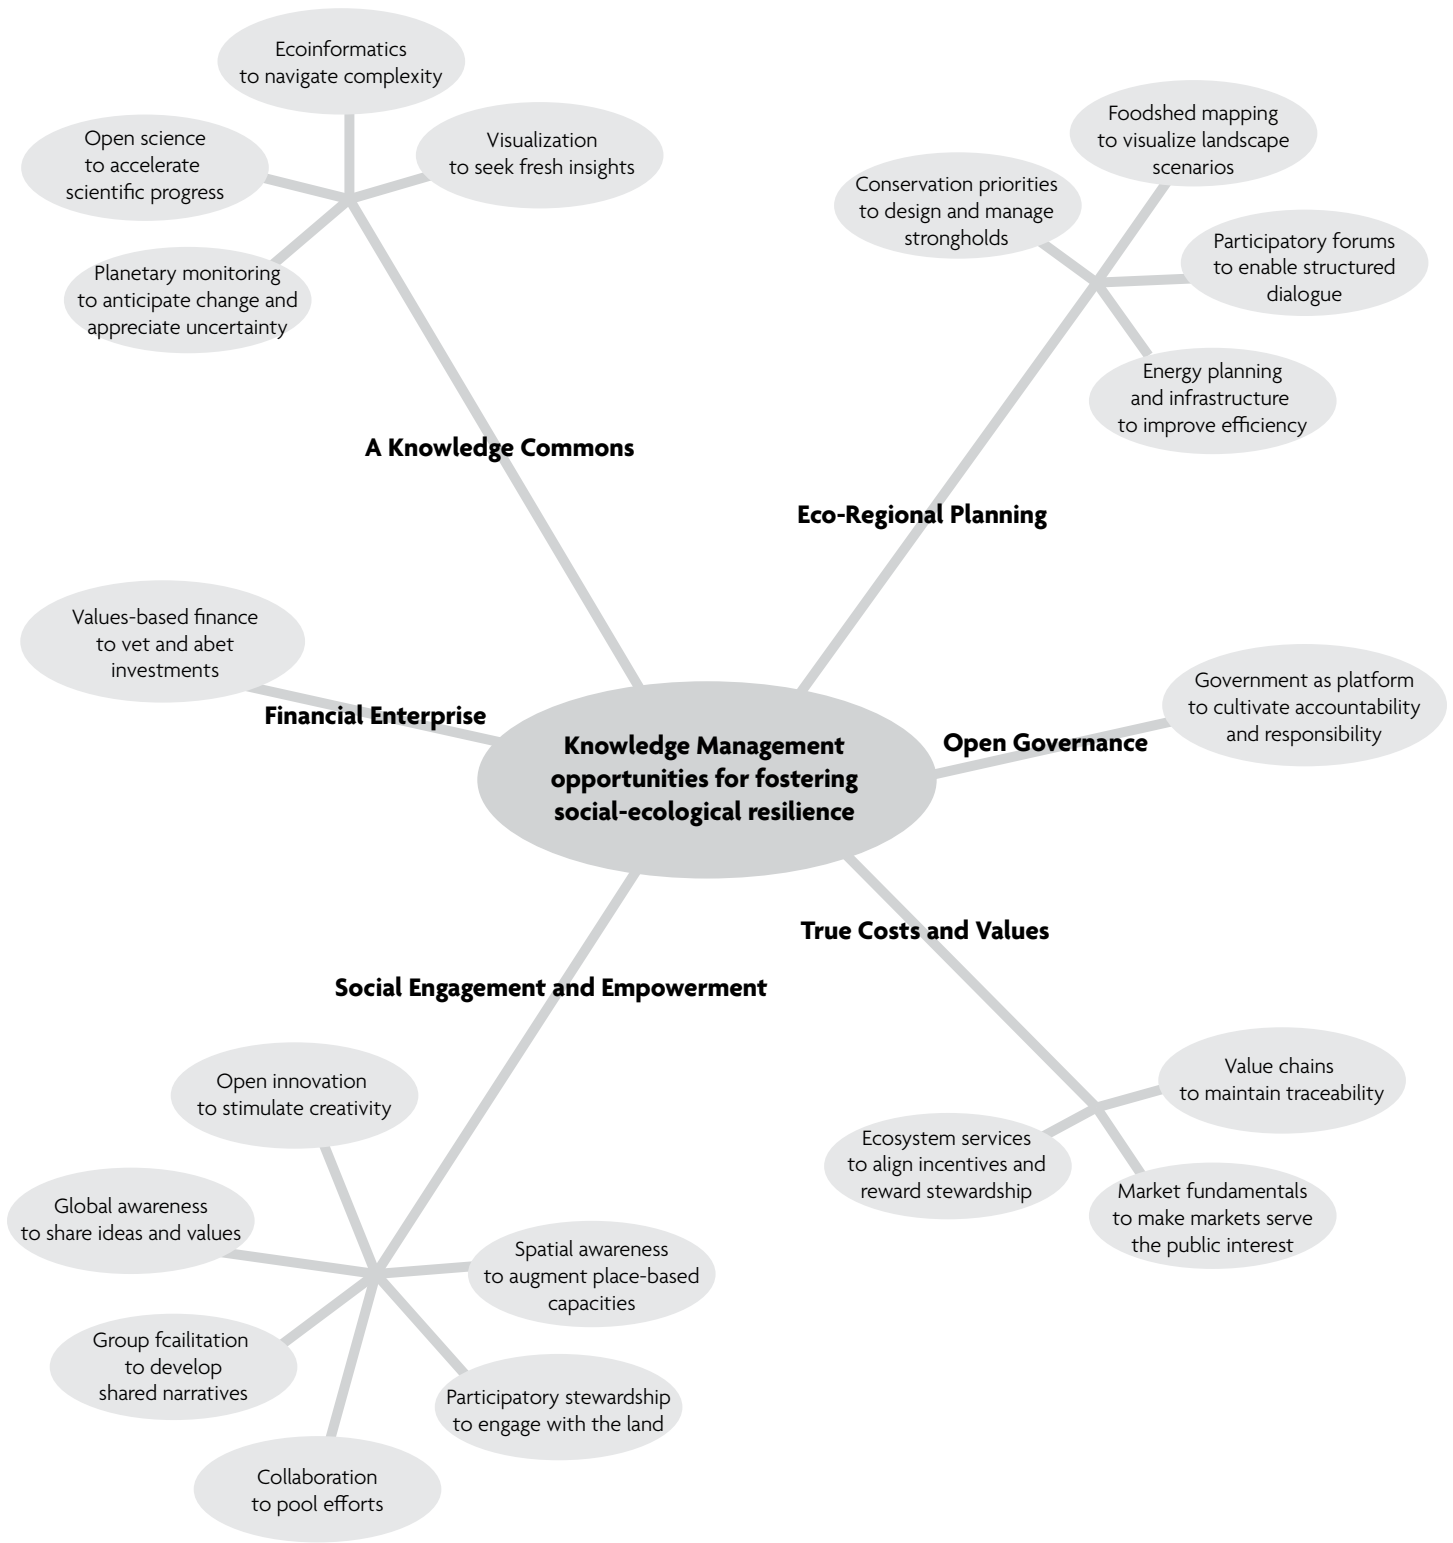 Ecoinformatics
to navigate complexity
Open science
to accelerate
scientific progress
Visualization
to seek fresh insights
Planetary monitoring
to anticipate change and
appreciate uncertainty
A Knowledge Commons
Foodshed mapping
to visualize landscape
scenarios
Conservation priorities
to design and manage
strongholds
Participatory forums
to enable structured
dialogue
Energy planning
and infrastructure
to improve efficiency
Eco-Regional Planning
Values-based finance
to vet and abet
investments
Financial Enterprise
Knowledge Management
opportunities for fostering
social-ecological resilience
Open Governance
Government as platform
to cultivate accountability
and responsibility
True Costs and Values
Value chains
to maintain traceability
Ecosystem services
to align incentives and
reward stewardship
Market fundamentals
to make markets serve
the public interest
Social Engagement and Empowerment
Open innovation
to stimulate creativity
Global awareness
to share ideas and values
Spatial awareness
to augment place-based
capacities
Group fcailitation
to develop
shared narratives
Participatory stewardship
to engage with the land
Collaboration
to pool efforts